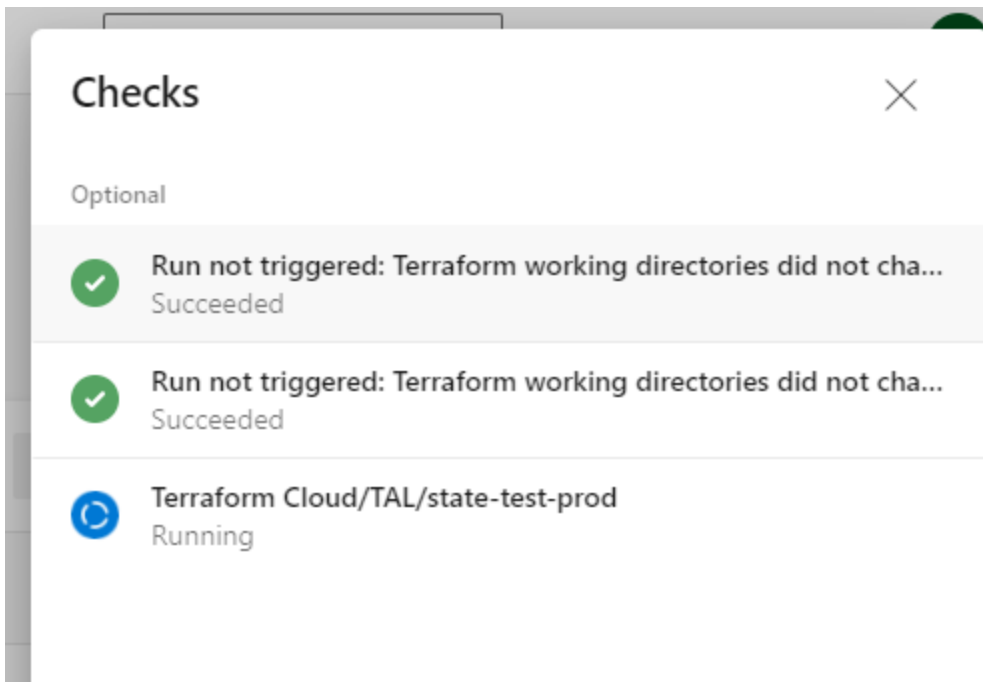 Checks
Optional
Run not triggered: Terraform working directories did not cha...
Succeeded
Run not triggered: Terraform working directories did not cha...
Succeeded
Terraform Cloud/TAL/state-test-prod
Running